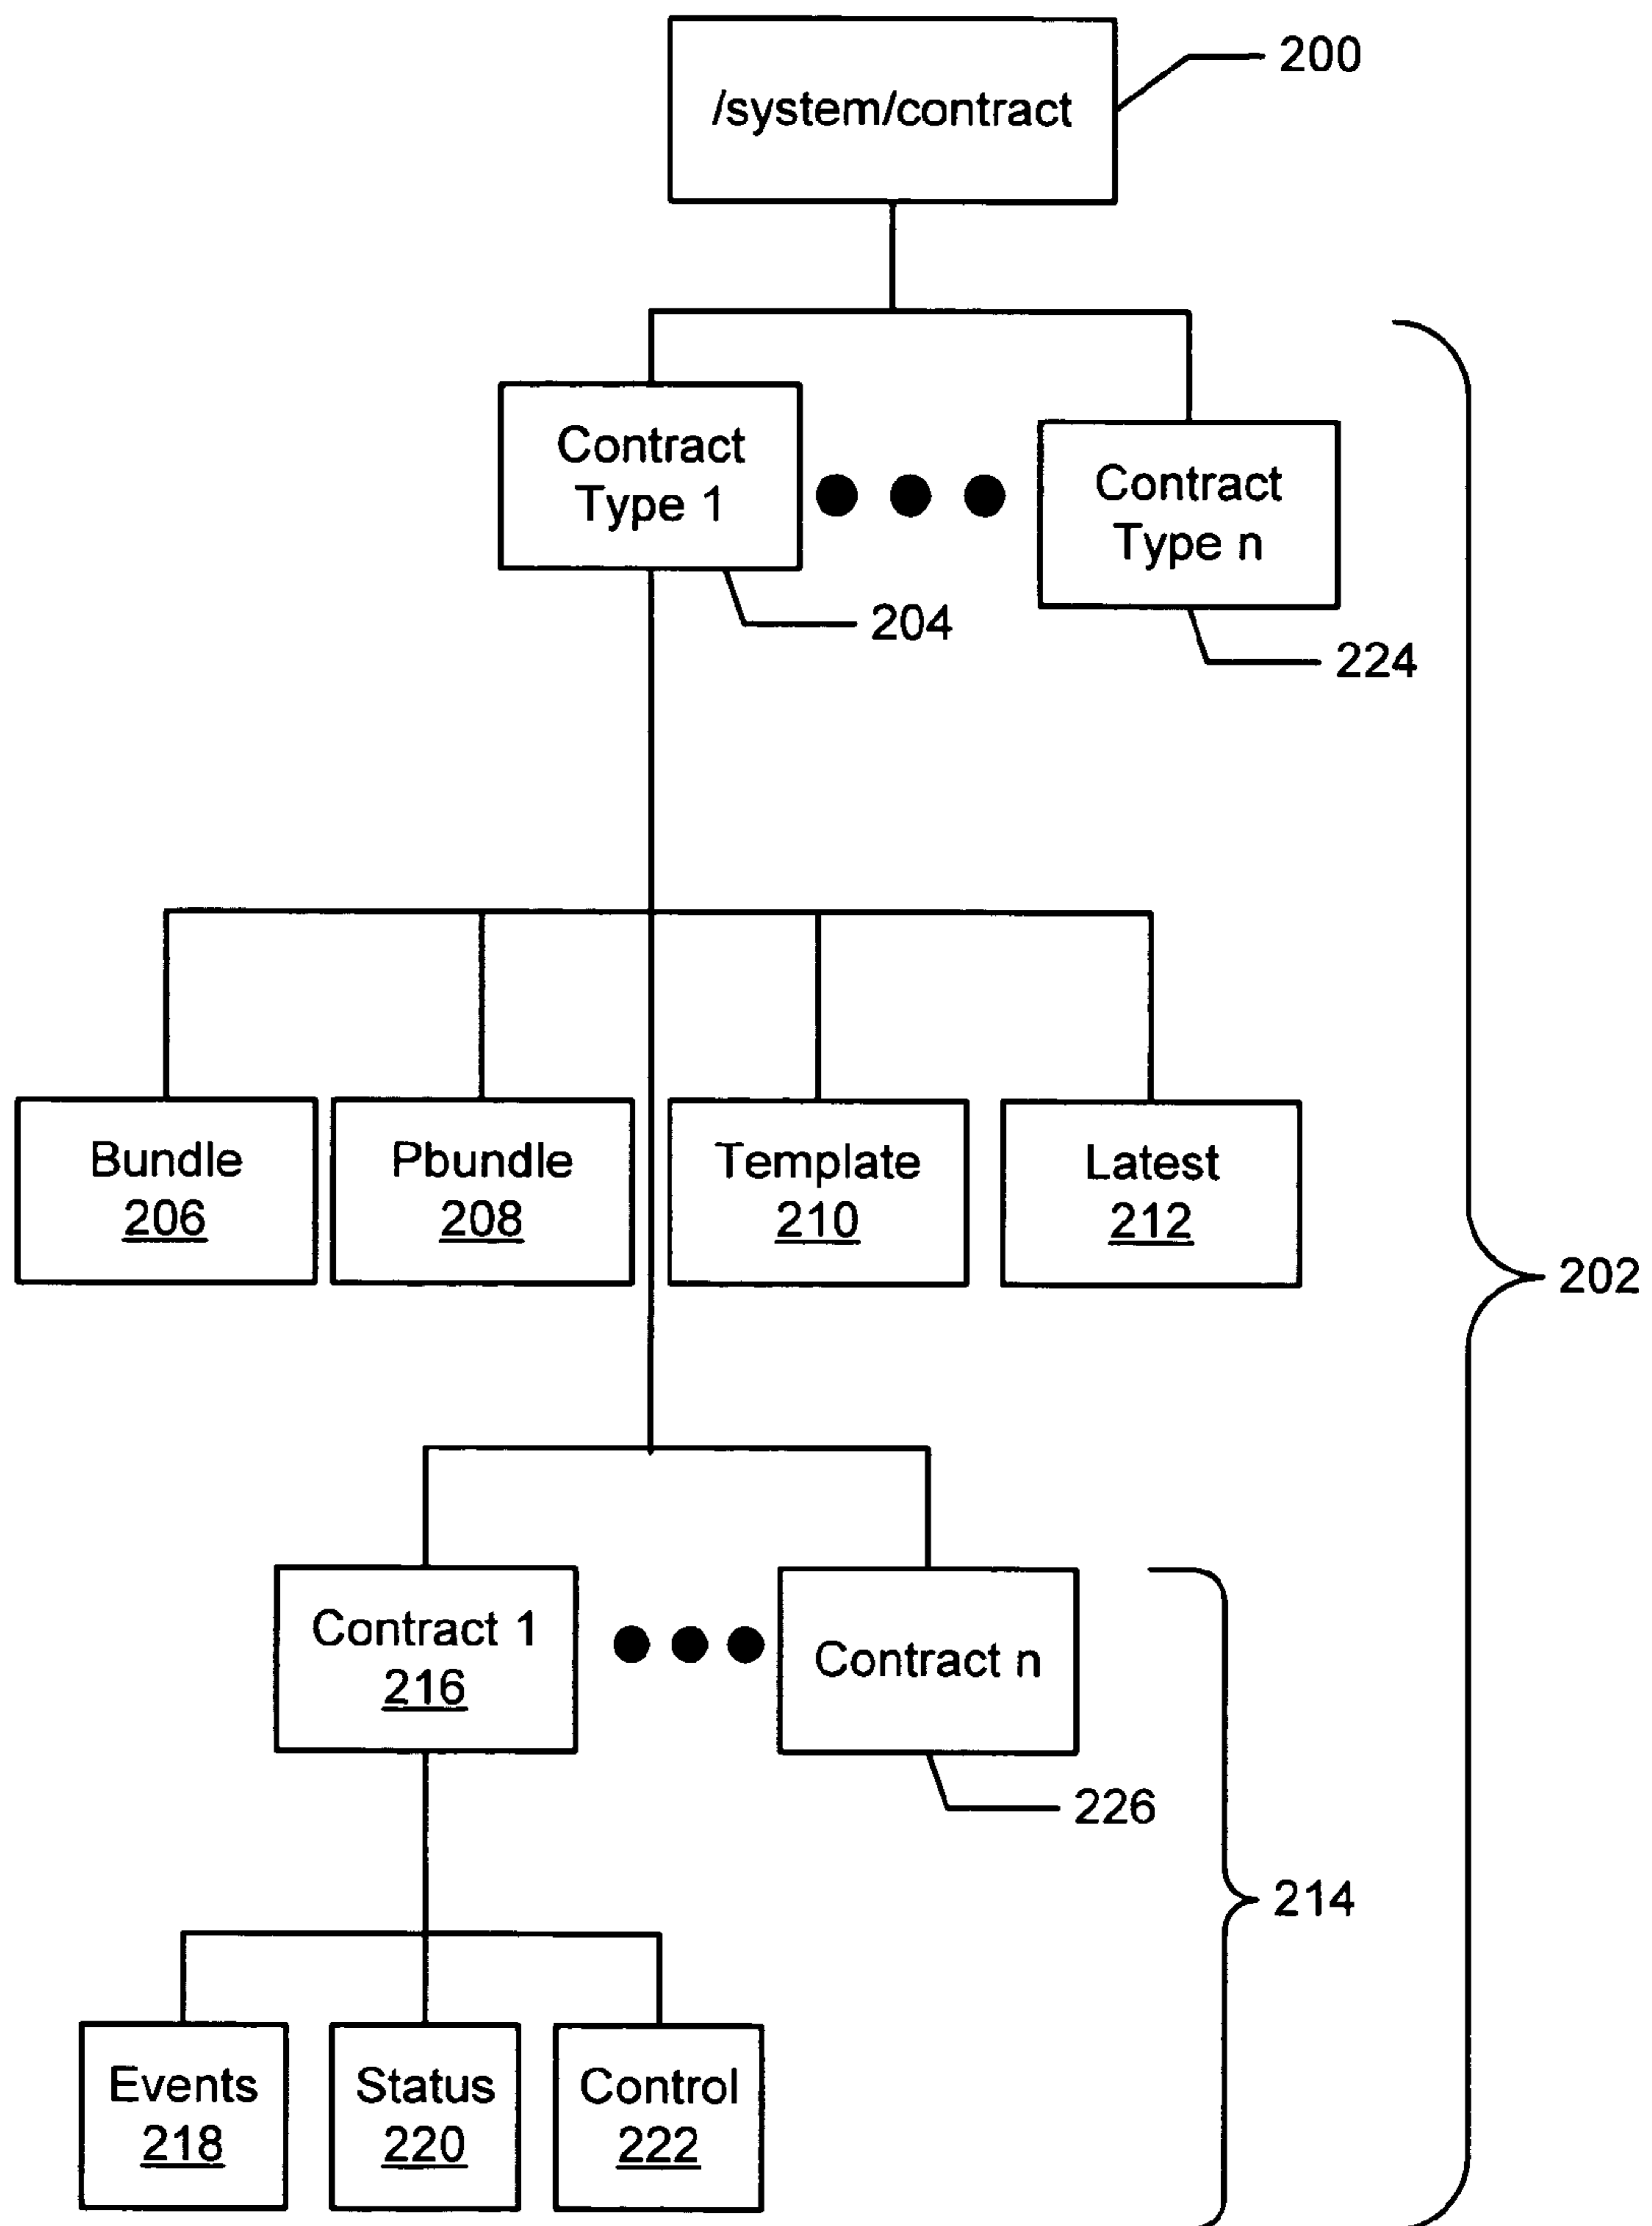 200
/system/contract
Contract
Type 1
Contract
Type n
204
224
Bundle
206
Pbundle
208
Template
210
Latest
212
202
Contract 1
216
Contract n
226
214
Events
218
Status
220
Control
222